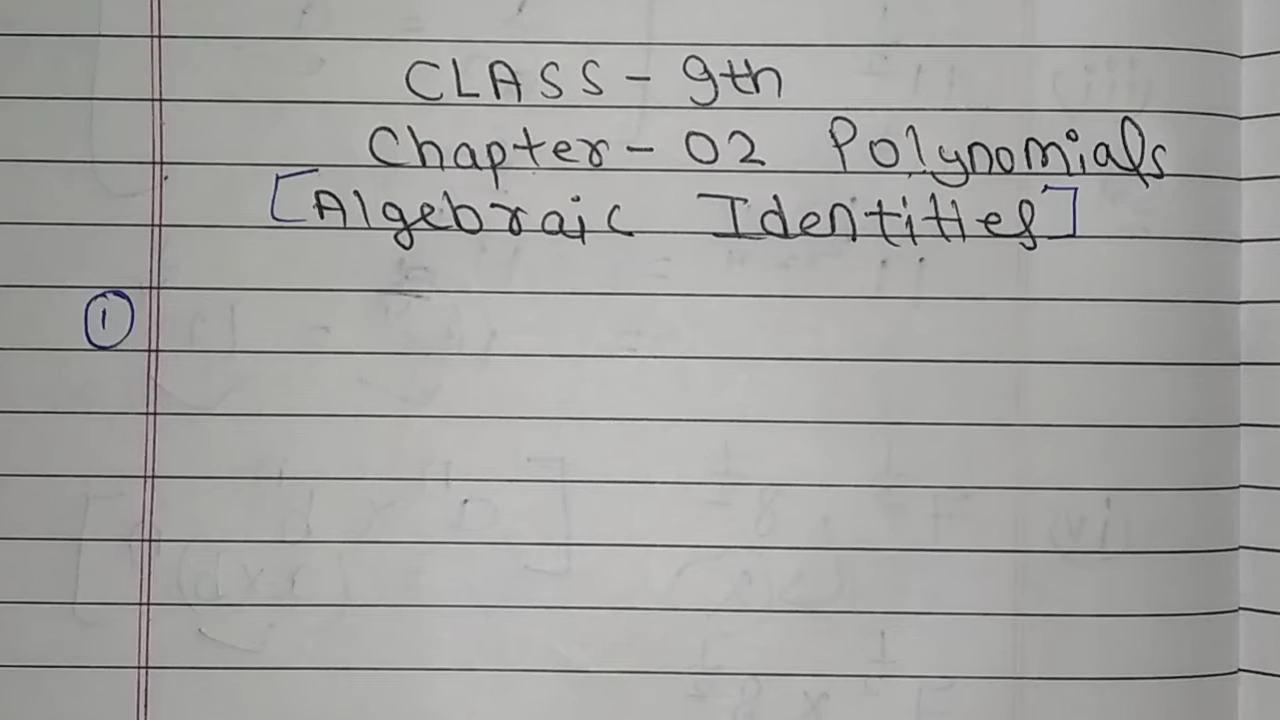 CLASS - 9th
Chapter - 02 Polynomials
[Algebraic Identities]
①